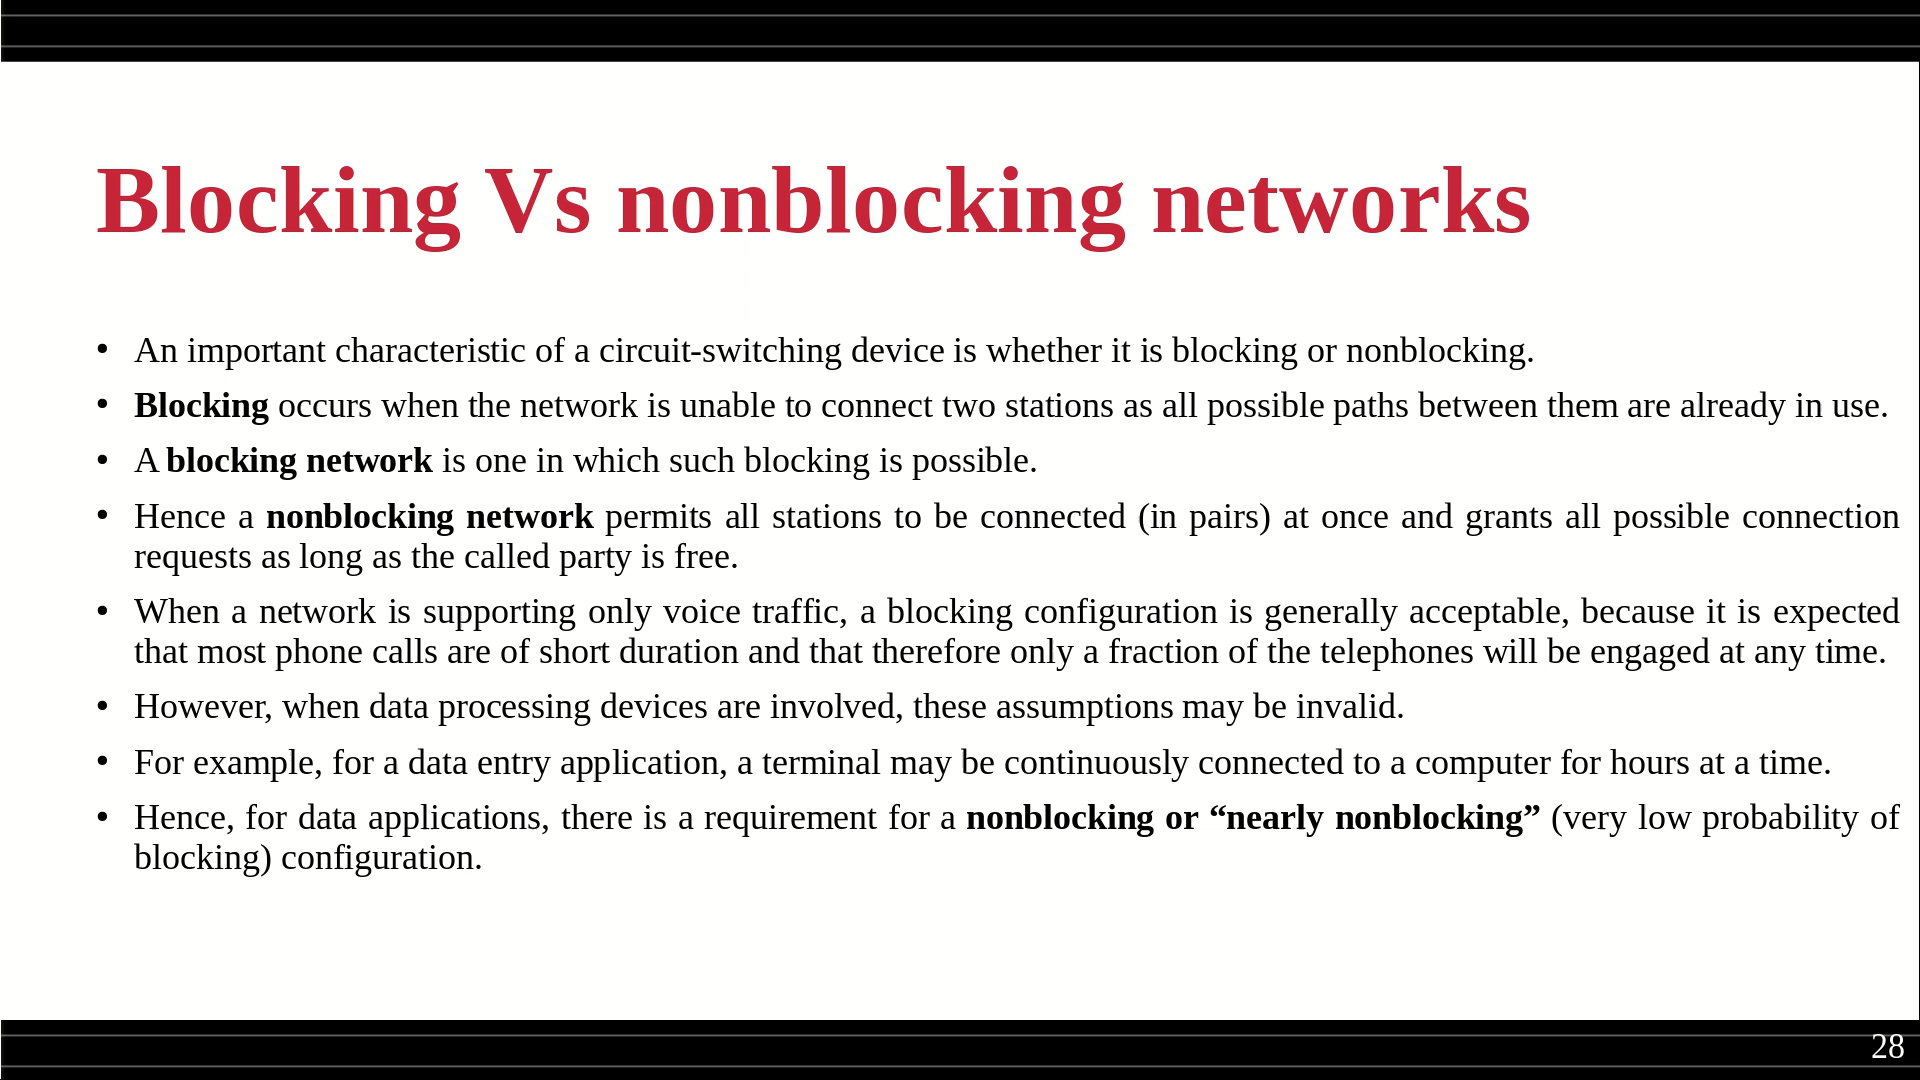 Blocking Vs nonblocking networks
• An important characteristic of a circuit-switching device is whether it is blocking or nonblocking.
• Blocking occurs when the network is unable to connect two stations as all possible paths between them are already in use.
• A blocking network is one in which such blocking is possible.
• Hence a nonblocking network permits all stations to be connected (in pairs) at once and grants all possible connection
requests as long as the called party is free.
• When a network is supporting only voice traffic, a blocking configuration is generally acceptable, because it is expected
that most phone calls are of short duration and that therefore only a fraction of the telephones will be engaged at any time.
• However, when data processing devices are involved, these assumptions may be invalid.
• For example, for a data entry application, a terminal may be continuously connected to a computer for hours at a time.
• Hence, for data applications, there is a requirement for a nonblocking or “nearly nonblocking” (very low probability of
blocking) configuration.
28